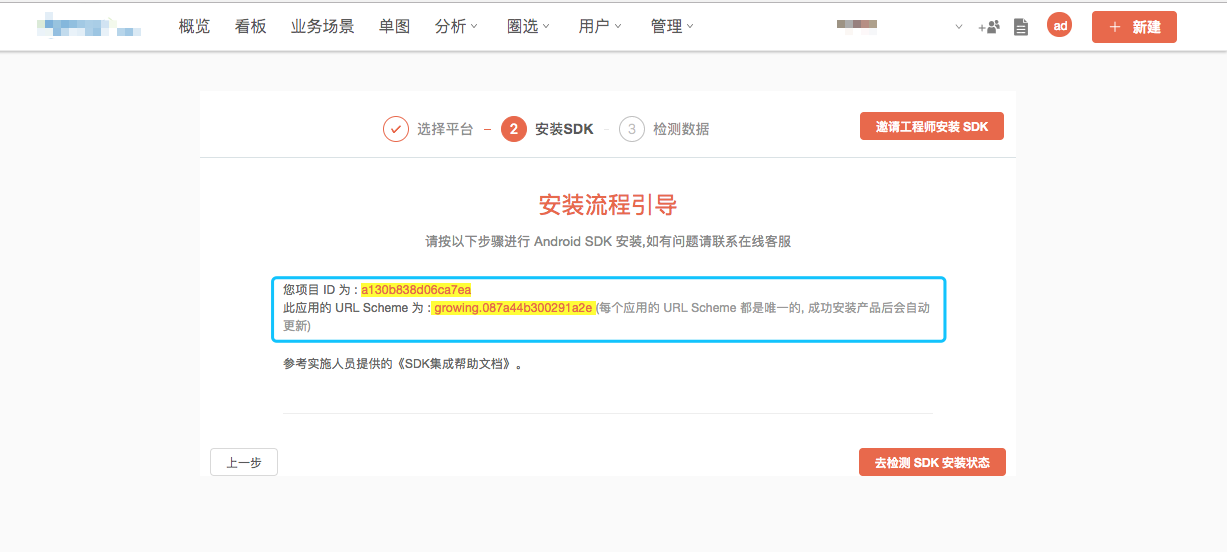 概览 看板 业务场景 单图 分析 圈选 用户 管理 ad + 新建
选择平台 – 2 安装SDK – 3 检测数据 邀请工程师安装 SDK
安装流程引导
请按以下步骤进行 Android SDK 安装,如有问题请联系在线客服
您项目 ID 为 : a130b838d06ca7ea
此应用的 URL Scheme 为 : growing.087a44b300291a2e (每个应用的 URL Scheme 都是唯一的, 成功安装产品后会自动
更新)
参考实施人员提供的《SDK集成帮助文档》。
上一步 去检测 SDK 安装状态